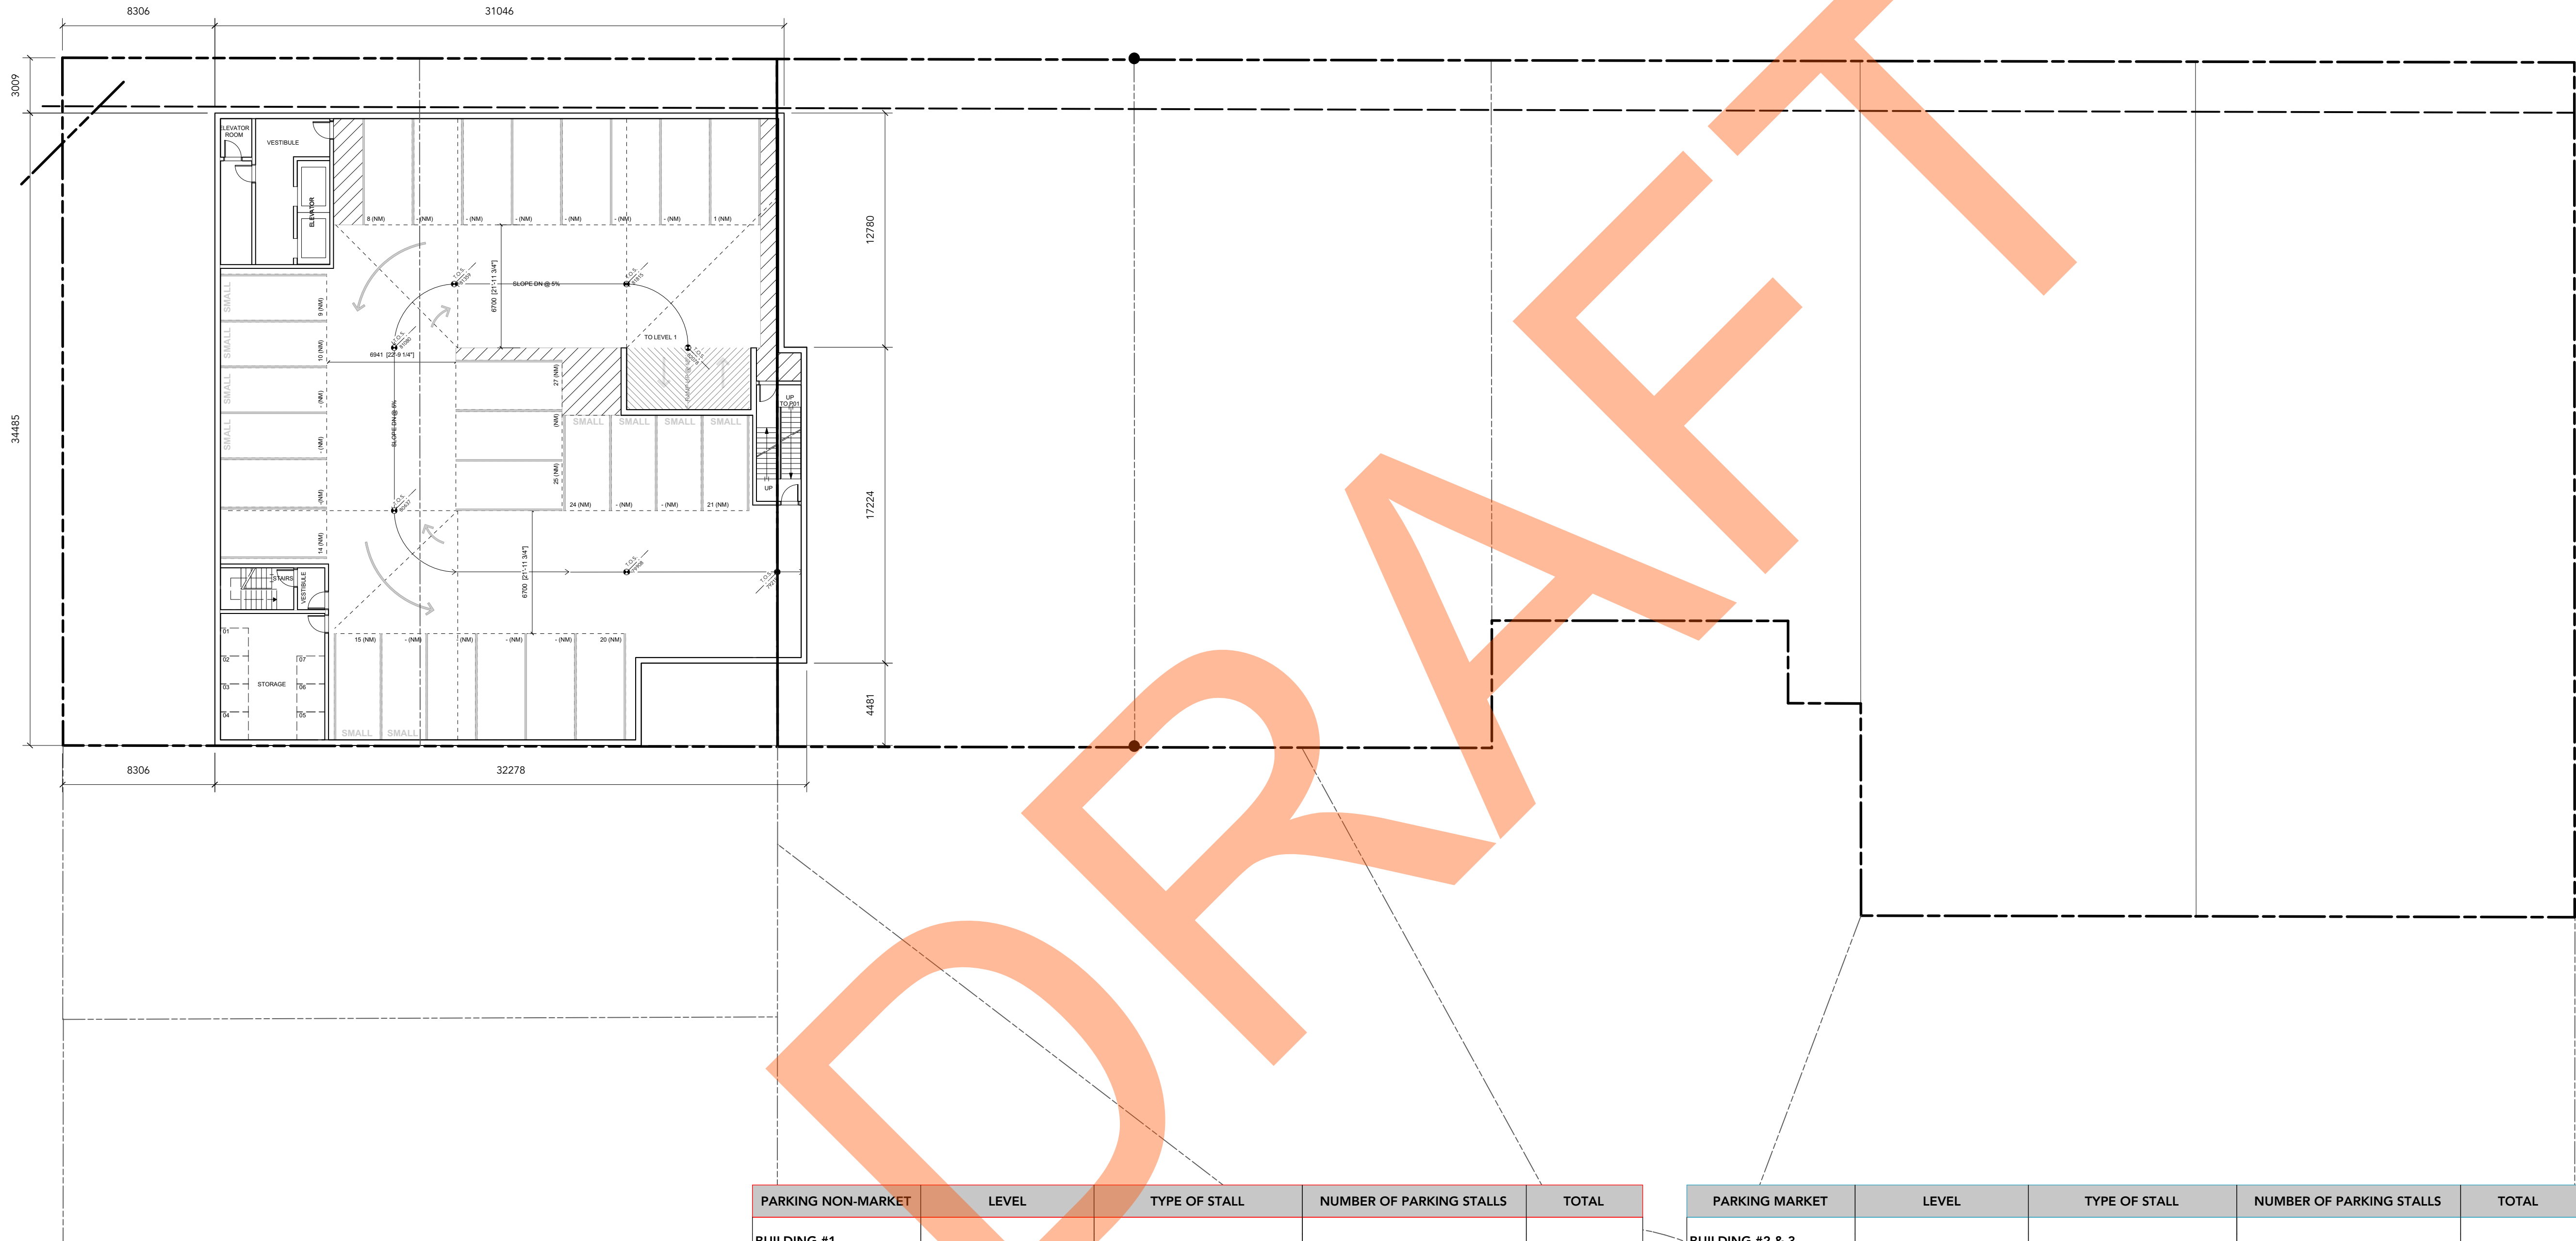 8306
31046
3009
34485
ELEVATOR
ROOM
VESTIBULE
ELEVATOR
8 (NM)
- (NM)
- (NM)
- (NM)
- (NM)
- (NM)
- (NM)
1 (NM)
12780
T.O.S.
T.O.S.
SLOPE DN @ 5%
6700 [21'-11 3/4"]
SMALL
9 (NM)
SMALL
10 (NM)
SMALL
- (NM)
SMALL
- (NM)
-(NM)
14 (NM)
T.O.S.
6941 [22'-9 1/4"]
TO LEVEL 1
T.O.S.
27 (NM)
(NM)
25 (NM)
SLOPE DN @ 5%
UP
TO P01
SMALL
SMALL
SMALL
SMALL
UP
24 (NM)
- (NM)
- (NM)
21 (NM)
17224
T.O.S.
T.O.S.
T.O.S.
6700 [21'-11 3/4"]
STAIRS
VESTIBULE
01
02
03
04
07
06
05
STORAGE
15 (NM)
- (NM)
(NM)
- (NM)
- (NM)
20 (NM)
SMALL
SMALL
4481
8306
32278
DRAFT
PARKING NON-MARKET
LEVEL
TYPE OF STALL
NUMBER OF PARKING STALLS
TOTAL
BUILDING #1
PARKING MARKET
LEVEL
TYPE OF STALL
NUMBER OF PARKING STALLS
TOTAL
BUILDING #2 & 3